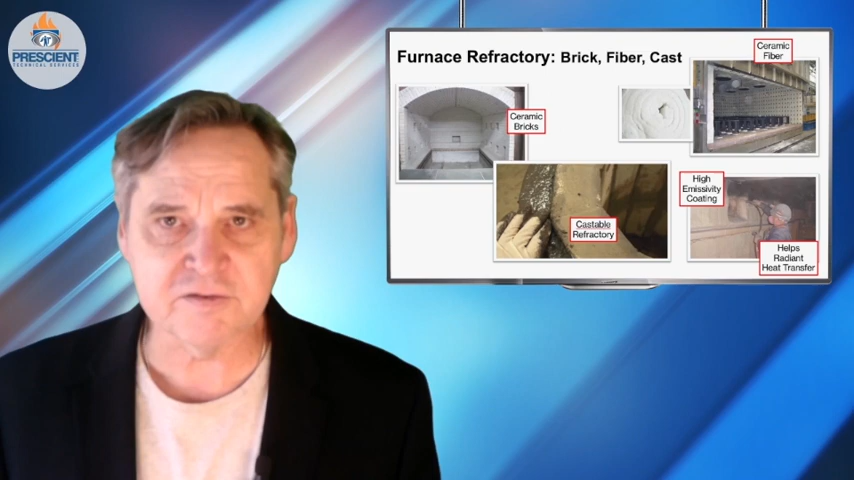 PRESCIENT
TECHNICAL SERVICES
Furnace Refractory: Brick, Fiber, Cast
Ceramic
Fiber
Ceramic
Bricks
High
Emissivity
Coating
Castable
Refractory
Helps
Radiant
Heat Transfer